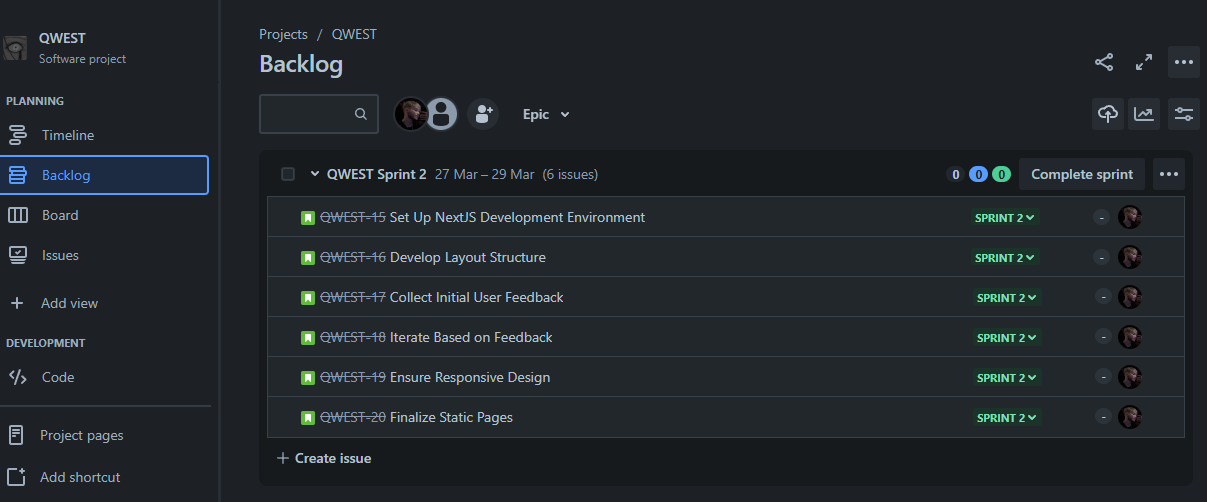 QWEST
Software project
PLANNING
Timeline
Backlog
Board
Issues
Add view
DEVELOPMENT
Code
Project pages
Add shortcut
Projects / QWEST
Backlog
Epic
QWEST Sprint 2 27 Mar – 29 Mar (6 issues) 0 0 0 Complete sprint
QWEST-15 Set Up NextJS Development Environment SPRINT 2 -
QWEST-16 Develop Layout Structure SPRINT 2 -
QWEST-17 Collect Initial User Feedback SPRINT 2 -
QWEST-18 Iterate Based on Feedback SPRINT 2 -
QWEST-19 Ensure Responsive Design SPRINT 2 -
QWEST-20 Finalize Static Pages SPRINT 2 -
+ Create issue